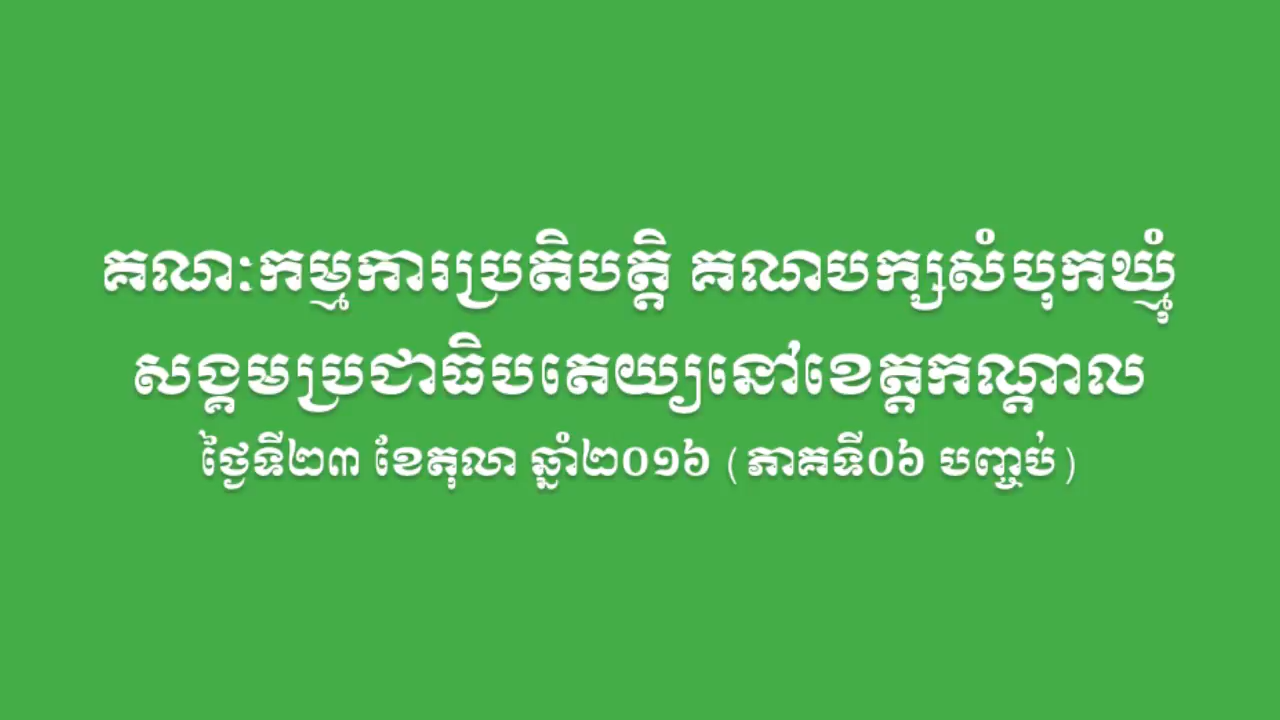 គណៈកម្មការប្រតិបត្តិ គណបក្សសំបុកឃ្មុំ
សង្គមប្រជាធិបតេយ្យនៅខេត្តកណ្តាល
ថ្ងៃទី២៣ ខែតុលា ឆ្នាំ២០១៦ (ភាគទី០៦ បញ្ចប់)